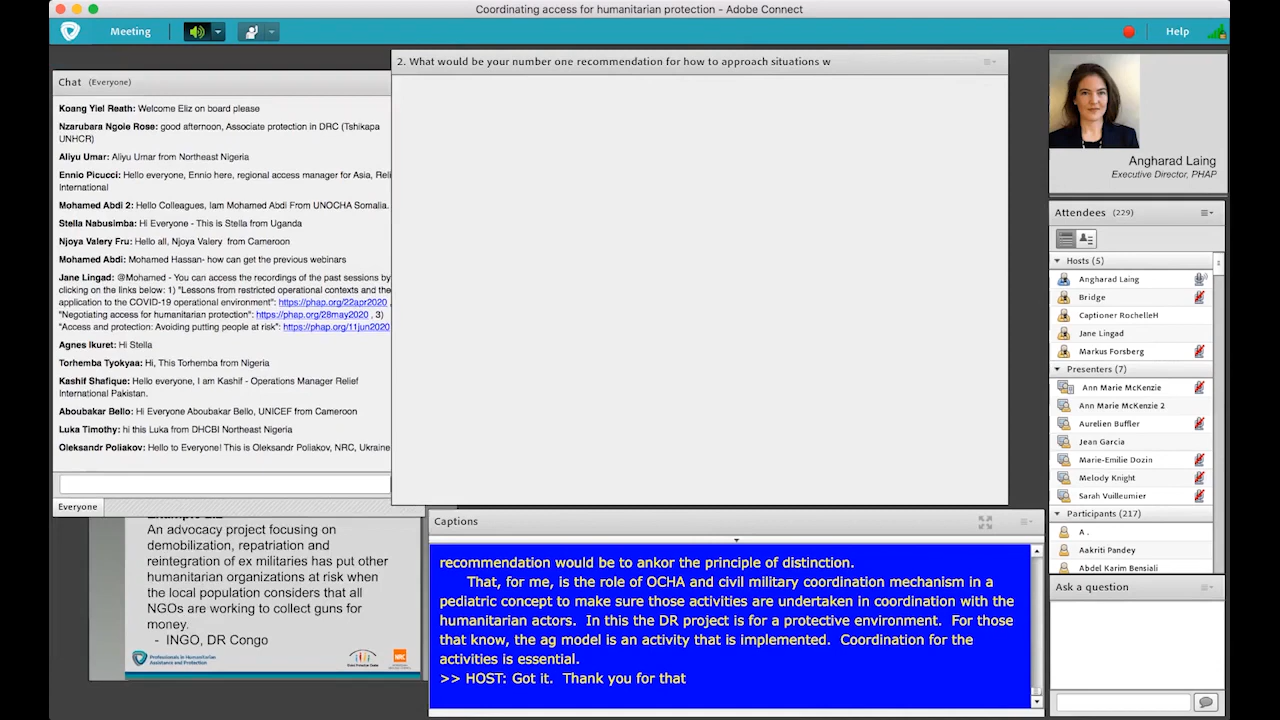 Coordinating access for humanitarian protection - Adobe Connect
Meeting
Help
Chat (Everyone)
Koang Yiel Reath: Welcome Eliz on board please
Nzarubara Ngoie Rose: good afternoon, Associate protection in DRC (Tshikapa
UNHCR)
Aliyu Umar: Aliyu Umar from Northeast Nigeria
Ennio Picucci: Hello everyone, Ennio here, regional access manager for Asia, Reli
International
Mohamed Abdi 2: Hello Colleagues, Iam Mohamed Abdi From UNOCHA Somalia.
Stella Nabusimba: Hi Everyone - This is Stella from Uganda
Njoya Valery Fru: Hello all, Njoya Valery from Cameroon
Mohamed Abdi: Mohamed Hassan- how can get the previous webinars
Jane Lingad: @Mohamed - You can access the recordings of the past sessions by
clicking on the links below: 1) "Lessons from restricted operational contexts and the
application to the COVID-19 operational environment": https://phap.org/22apr2020 ,
"Negotiating access for humanitarian protection": https://phap.org/28may2020 , 3)
"Access and protection: Avoiding putting people at risk": https://phap.org/11jun2020
Agnes Ikuret: Hi Stella
Torhemba Tyokyaa: Hi, This Torhemba from Nigeria
Kashif Shafique: Hello everyone, I am Kashif - Operations Manager Relief
International Pakistan.
Aboubakar Bello: Hi Everyone Aboubakar Bello, UNICEF from Cameroon
Luka Timothy: hi this Luka from DHCBI Northeast Nigeria
Oleksandr Poliakov: Hello to Everyone! This is Oleksandr Poliakov, NRC, Ukraine
Everyone
2. What would be your number one recommendation for how to approach situations w
An advocacy project focusing on
demobilization, repatriation and
reintegration of ex militaries has put other
humanitarian organizations at risk when
the local population considers that all
NGOs are working to collect guns for
money.
- INGO, DR Congo
Professionals in Humanitarian
Assistance and Protection
NRC
Captions
recommendation would be to ankor the principle of distinction.
That, for me, is the role of OCHA and civil military coordination mechanism in a
pediatric concept to make sure those activities are undertaken in coordination with the
humanitarian actors. In this the DR project is for a protective environment. For those
that know, the ag model is an activity that is implemented. Coordination for the
activities is essential.
>> HOST: Got it. Thank you for that
Angharad Laing
Executive Director, PHAP
Attendees (229)
Hosts (5)
Angharad Laing
Bridge
Captioner RochelleH
Jane Lingad
Markus Forsberg
Presenters (7)
Ann Marie McKenzie
Ann Marie McKenzie 2
Aurelien Buffler
Jean Garcia
Marie-Emilie Dozin
Melody Knight
Sarah Vuilleumier
Participants (217)
A .
Aakriti Pandey
Abdel Karim Bensiali
Ask a question